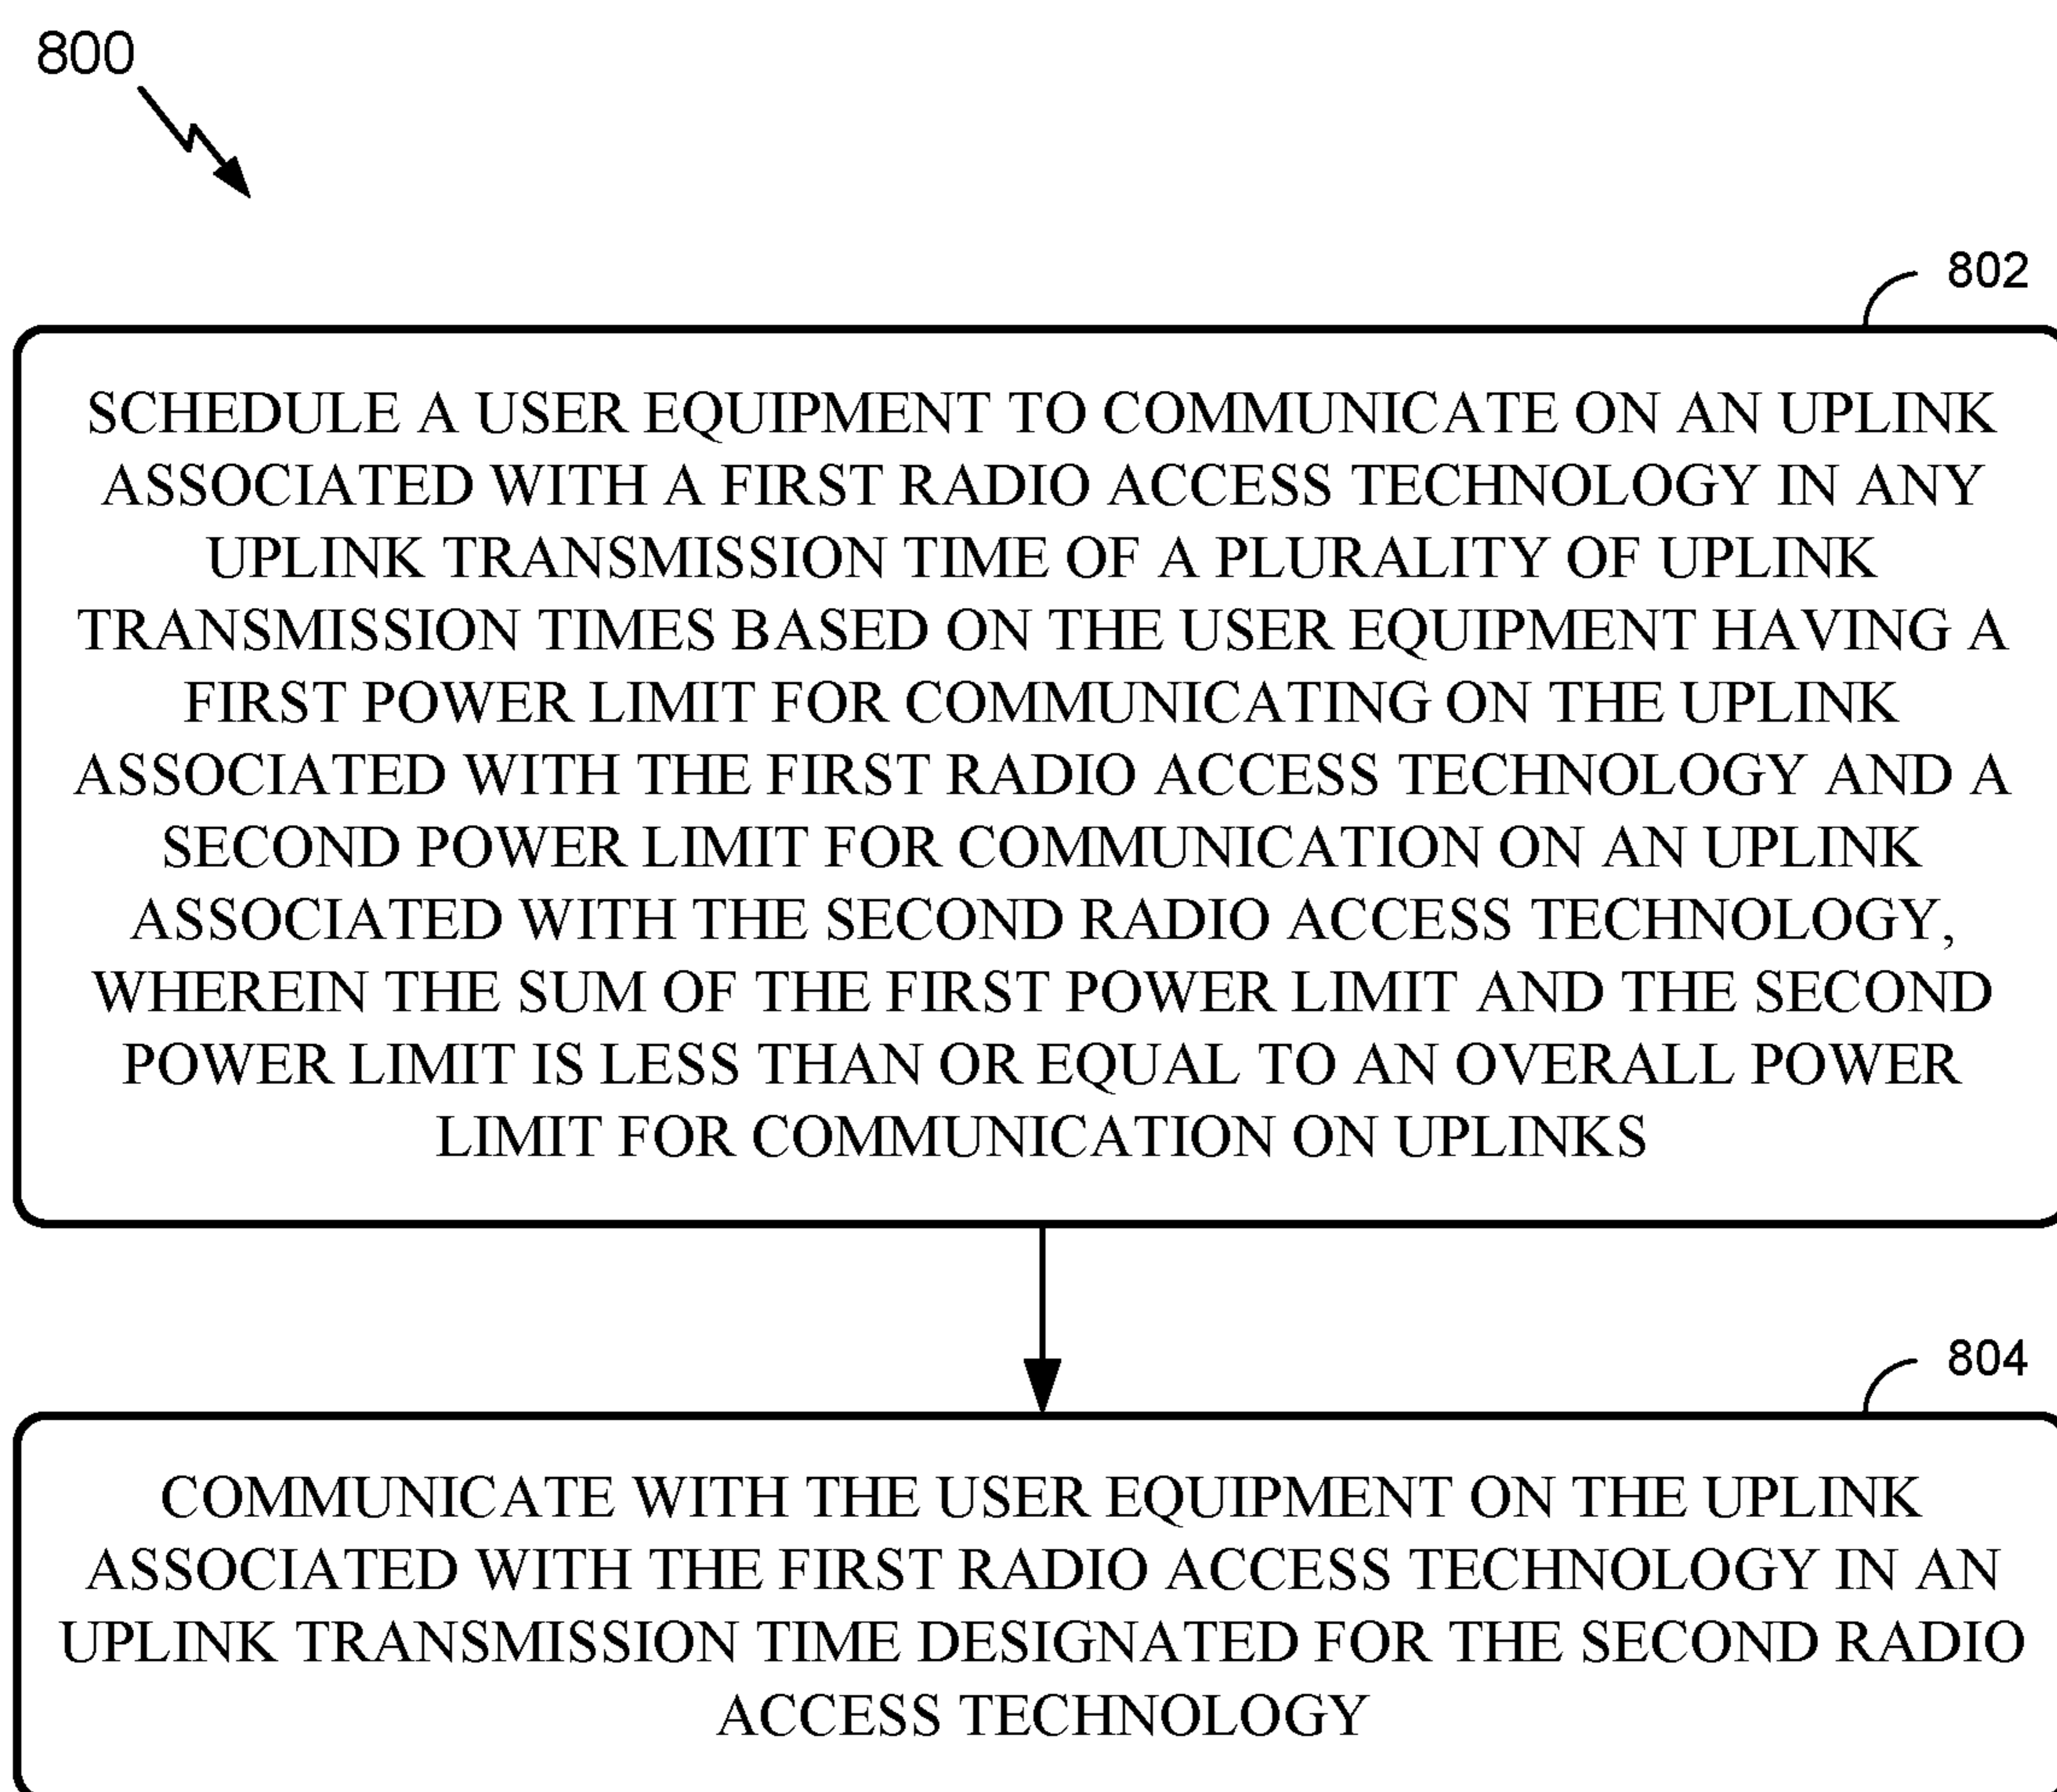 800
802
SCHEDULE A USER EQUIPMENT TO COMMUNICATE ON AN UPLINK
ASSOCIATED WITH A FIRST RADIO ACCESS TECHNOLOGY IN ANY
UPLINK TRANSMISSION TIME OF A PLURALITY OF UPLINK
TRANSMISSION TIMES BASED ON THE USER EQUIPMENT HAVING A
FIRST POWER LIMIT FOR COMMUNICATING ON THE UPLINK
ASSOCIATED WITH THE FIRST RADIO ACCESS TECHNOLOGY AND A
SECOND POWER LIMIT FOR COMMUNICATION ON AN UPLINK
ASSOCIATED WITH THE SECOND RADIO ACCESS TECHNOLOGY,
WHEREIN THE SUM OF THE FIRST POWER LIMIT AND THE SECOND
POWER LIMIT IS LESS THAN OR EQUAL TO AN OVERALL POWER
LIMIT FOR COMMUNICATION ON UPLINKS
804
COMMUNICATE WITH THE USER EQUIPMENT ON THE UPLINK
ASSOCIATED WITH THE FIRST RADIO ACCESS TECHNOLOGY IN AN
UPLINK TRANSMISSION TIME DESIGNATED FOR THE SECOND RADIO
ACCESS TECHNOLOGY